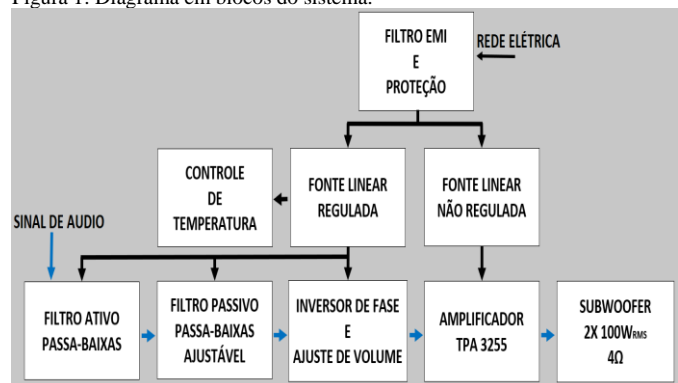 Figura 1: Diagrama em blocos do sistema.
FILTRO EMI
E
PROTEÇÃO
REDE ELÉTRICA
CONTROLE
DE
TEMPERATURA
FONTE LINEAR
REGULADA
FONTE LINEAR
NÃO REGULADA
SINAL DE AUDIO
FILTRO ATIVO
PASSA-BAIXAS
FILTRO PASSIVO
PASSA-BAIXAS
AJUSTÁVEL
INVERSOR DE FASE
E
AJUSTE DE VOLUME
AMPLIFICADOR
TPA 3255
SUBWOOFER
2X 100WRMS
4Ω